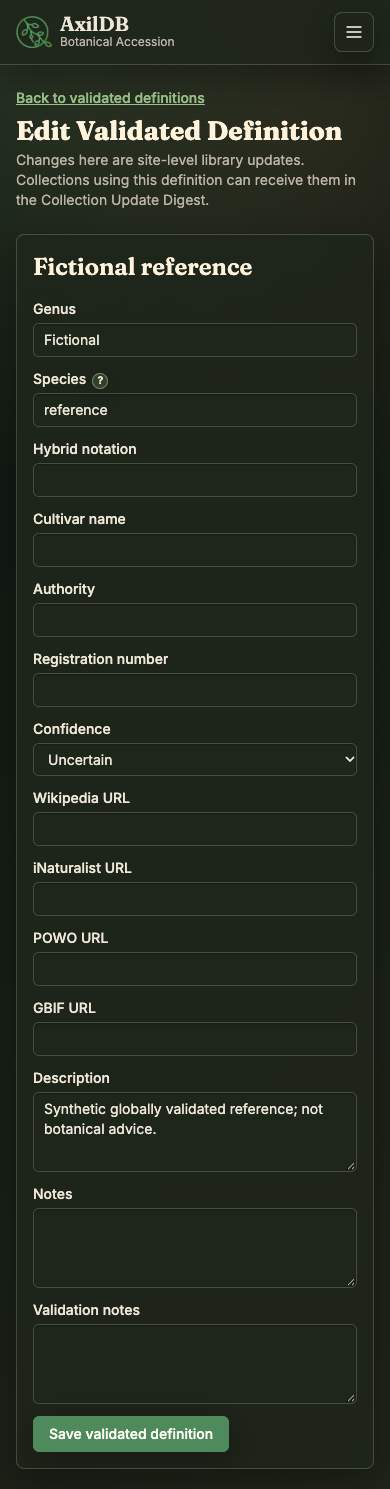 AxilDB
Botanical Accession
Back to validated definitions
Edit Validated Definition
Changes here are site-level library updates.
Collections using this definition can receive them in
the Collection Update Digest.
Fictional reference
Genus
Fictional
Species ?
reference
Hybrid notation
Cultivar name
Authority
Registration number
Confidence
Uncertain
Wikipedia URL
iNaturalist URL
POWO URL
GBIF URL
Description
Synthetic globally validated reference; not
botanical advice.
Notes
Validation notes
Save validated definition